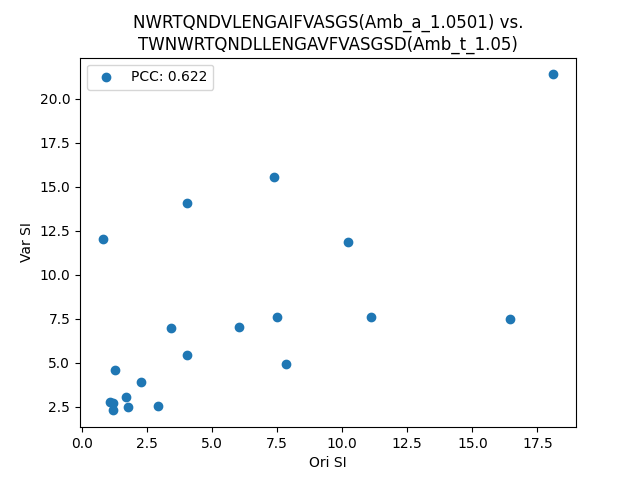 NWRTQNDVLENGAIFVASGS(Amb_a_1.0501) vs.
TWNWRTQNDLLENGAVFVASGSD(Amb_t_1.05)
PCC: 0.622
20.0
17.5
15.0
12.5
10.0
7.5
5.0
2.5
Var SI
0.0 2.5 5.0 7.5 10.0 12.5 15.0 17.5
Ori SI